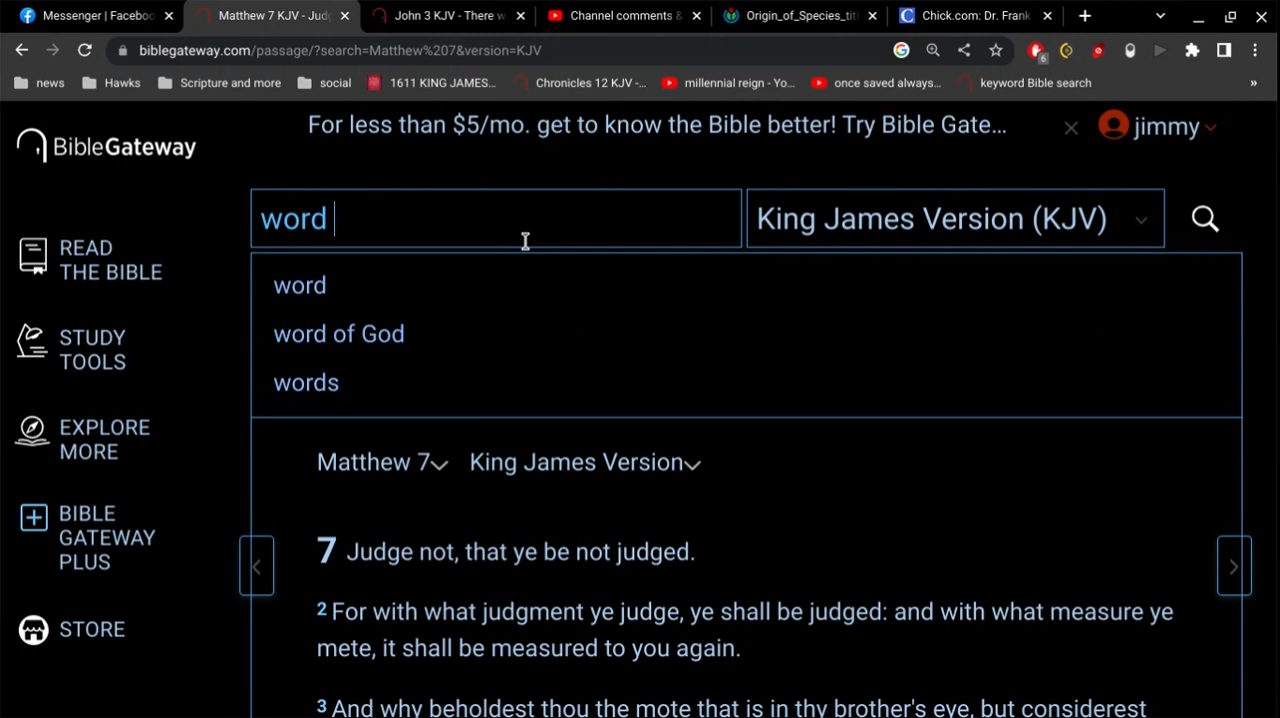 Messenger | Faceboo
Matthew 7 KJV - Judg
John 3 KJV - There w
Channel comments &
Origin_of_Species_titl
Chick.com: Dr. Frank
biblegateway.com/passage/?search=Matthew%207&version=KJV
6
news
Hawks
Scripture and more
social
1611 KING JAMES...
Chronicles 12 KJV -...
millennial reign - Yo...
once saved always...
keyword Bible search
»
For less than $5/mo. get to know the Bible better! Try Bible Gate...
jimmy
BibleGateway
word
King James Version (KJV)
READ
THE BIBLE
STUDY
TOOLS
EXPLORE
MORE
BIBLE
GATEWAY
PLUS
STORE
word
word of God
words
Matthew 7
King James Version
7 Judge not, that ye be not judged.
2 For with what judgment ye judge, ye shall be judged: and with what measure ye
mete, it shall be measured to you again.
3 And why beholdest thou the mote that is in thy brother's eye, but considerest